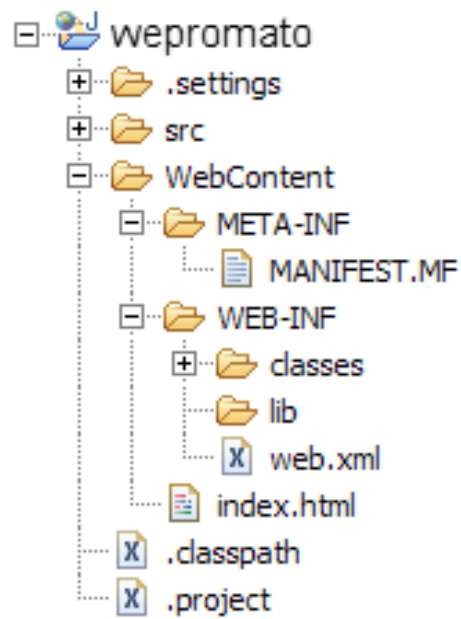 wepromato
.settings
src
WebContent
META-INF
MANIFEST.MF
WEB-INF
classes
lib
web.xml
index.html
.classpath
.project